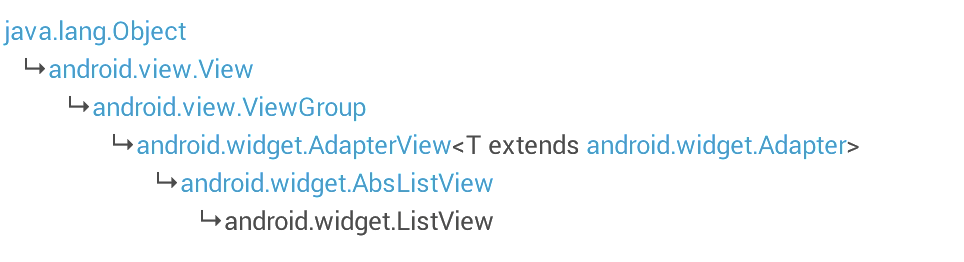 java.lang.Object
↳android.view.View
↳android.view.ViewGroup
↳android.widget.AdapterView<T extends android.widget.Adapter>
↳android.widget.AbsListView
↳android.widget.ListView